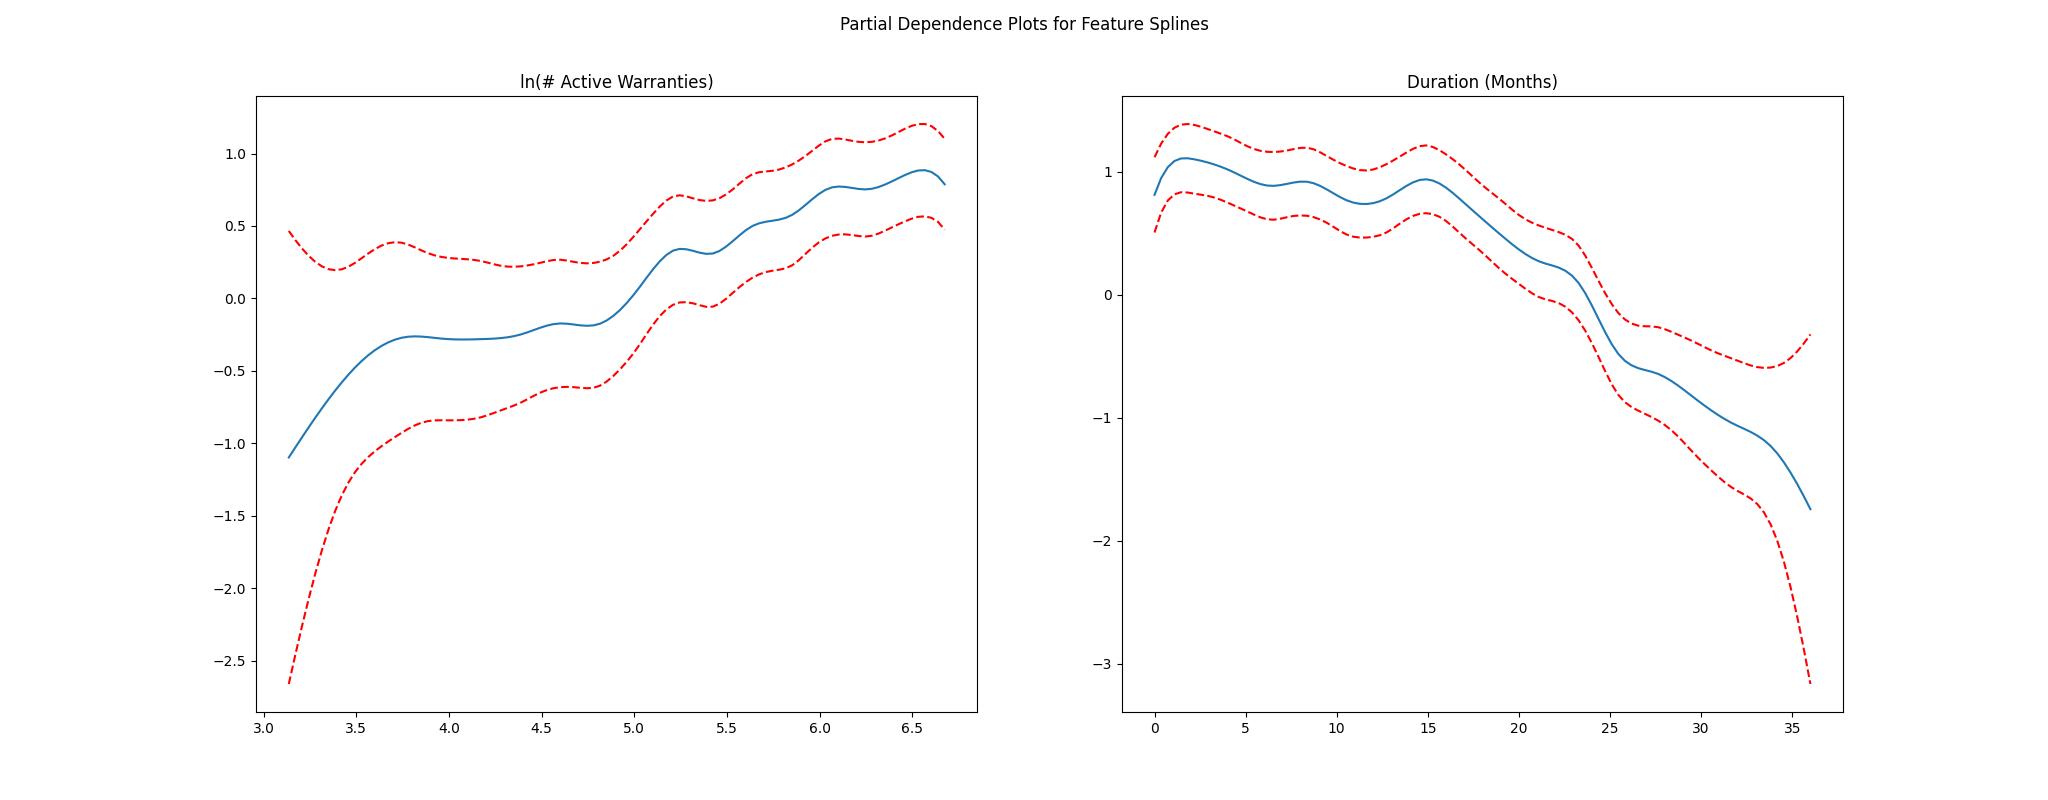 Partial Dependence Plots for Feature Splines
ln(# Active Warranties)
1.0
0.5
0.0
−0.5
−1.0
−1.5
−2.0
−2.5
3.0 3.5 4.0 4.5 5.0 5.5 6.0 6.5
Duration (Months)
1
0
−1
−2
−3
0 5 10 15 20 25 30 35